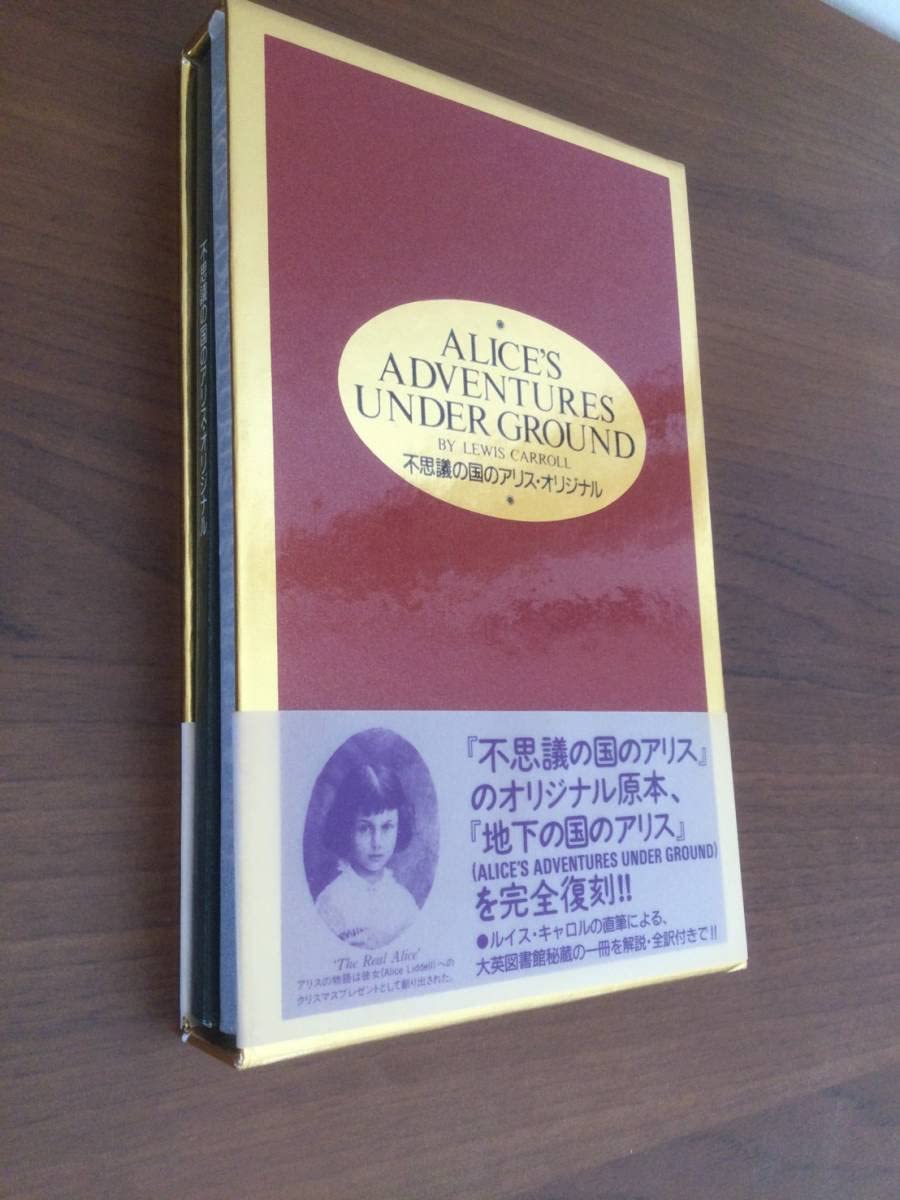 ALICE'S
ADVENTURES
UNDER GROUND
BY LEWIS CARROLL
不思議の国のアリス・オリジナル
『不思議の国のアリス』
のオリジナル原本、
『地下の国のアリス』
(ALICE'S ADVENTURES UNDER GROUND)
を完全復刻!!
●ルイス・キャロルの直筆による、
大英図書館秘蔵の一冊を解説・全訳付きで!!
'The Real Alice'
アリスの物語は彼女(Alice Liddell)への
クリスマスプレゼントとして創り出された。
不思議の国のアリス・オリジナル